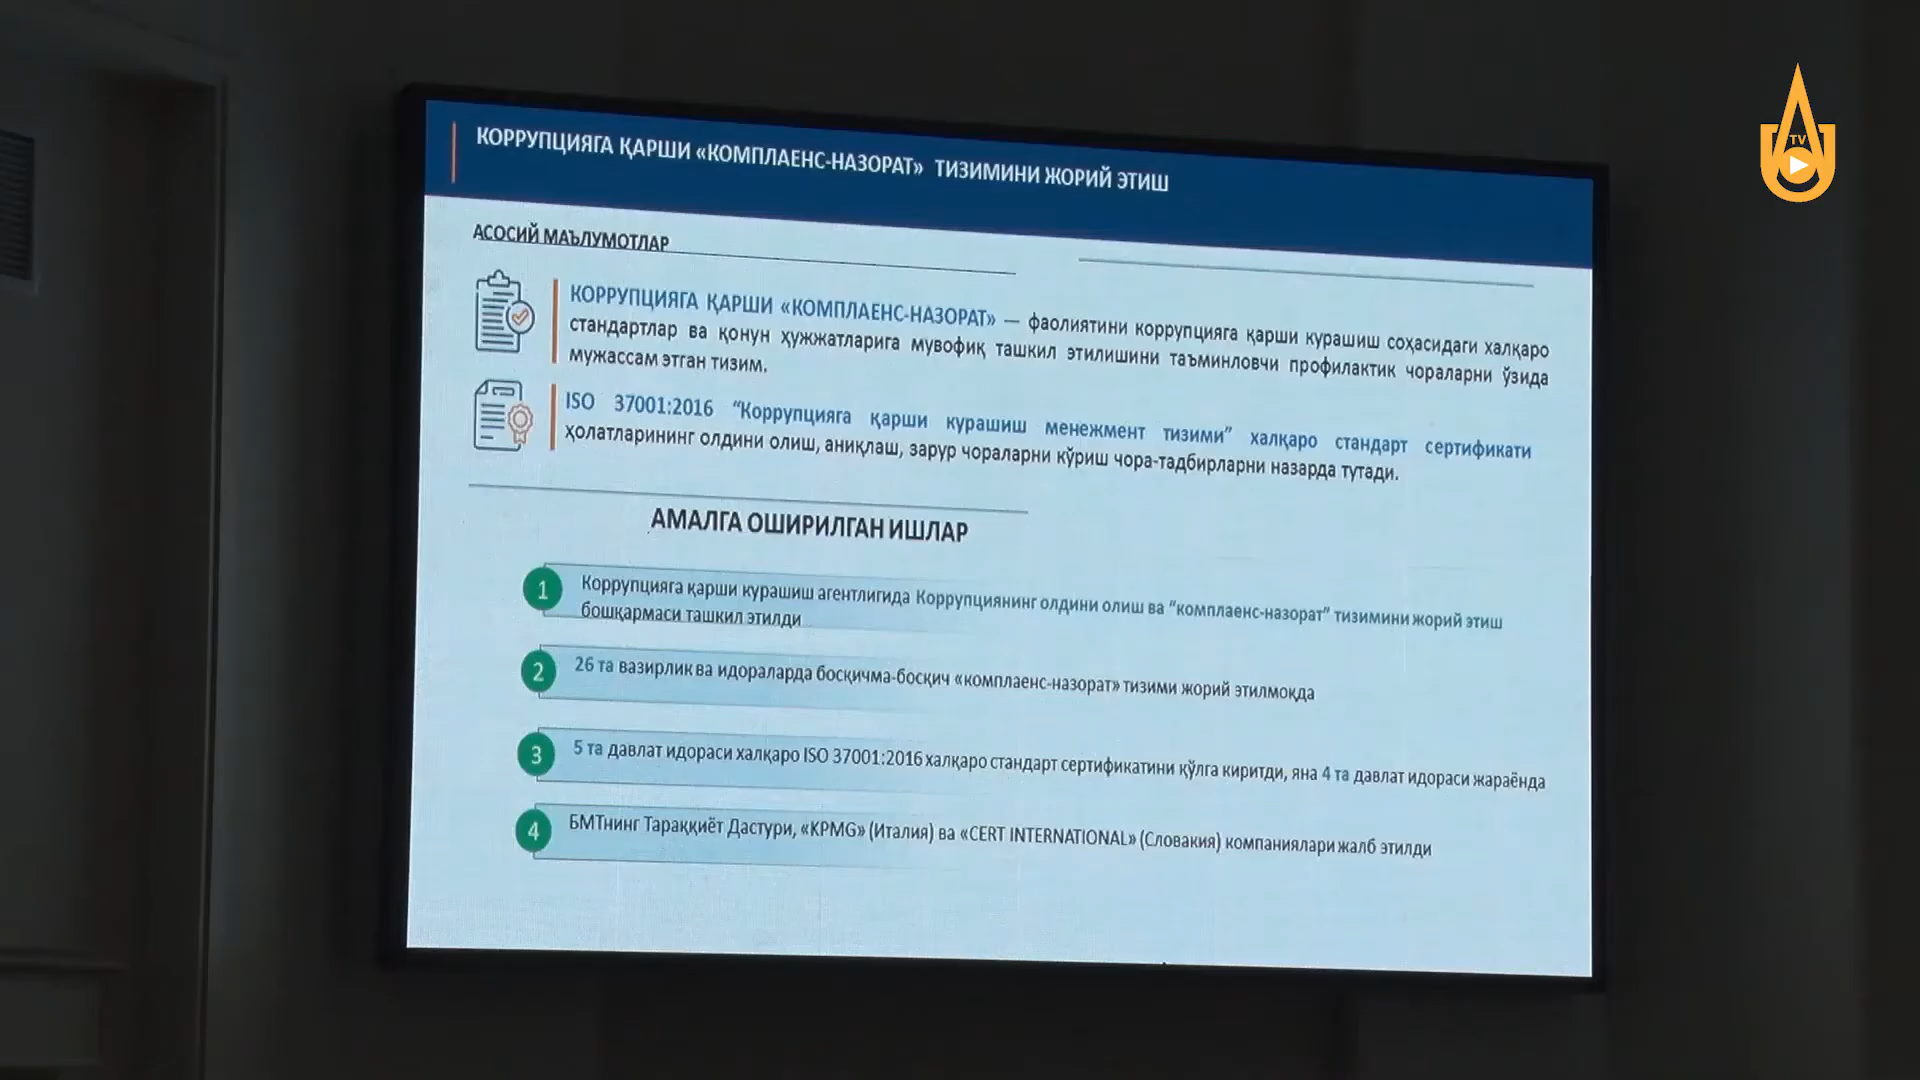 TV
КОРРУПЦИЯГА ҚАРШИ «КОМПЛАЕНС-НАЗОРАТ» ТИЗИМИНИ ЖОРИЙ ЭТИШ
АСОСИЙ МАЪЛУМОТЛАР
КОРРУПЦИЯГА ҚАРШИ «КОМПЛАЕНС-НАЗОРАТ» — фаолиятини коррупцияга қарши курашиш соҳасидаги халқаро
стандартлар ва қонун ҳужжатларига мувофиқ ташкил этилишини таъминловчи профилактик чораларни ўзида
мужассам этган тизим.
ISO 37001:2016 “Коррупцияга қарши курашиш менежмент тизими” халқаро стандарт сертификати
ҳолатларининг олдини олиш, аниқлаш, зарур чораларни кўриш чора-тадбирларни назарда тутади.
АМАЛГА ОШИРИЛГАН ИШЛАР
1 Коррупцияга қарши курашиш агентлигида Коррупциянинг олдини олиш ва “комплаенс-назорат” тизимини жорий этиш
бошқармаси ташкил этилди
2 26 та вазирлик ва идораларда босқичма-босқич «комплаенс-назорат» тизими жорий этилмоқда
3 5 та давлат идораси халқаро ISO 37001:2016 халқаро стандарт сертификатини қўлга киритди, яна 4 та давлат идораси жараёнда
4 БМТнинг Тараққиёт Дастури, «KPMG» (Италия) ва «CERT INTERNATIONAL» (Словакия) компаниялари жалб этилди